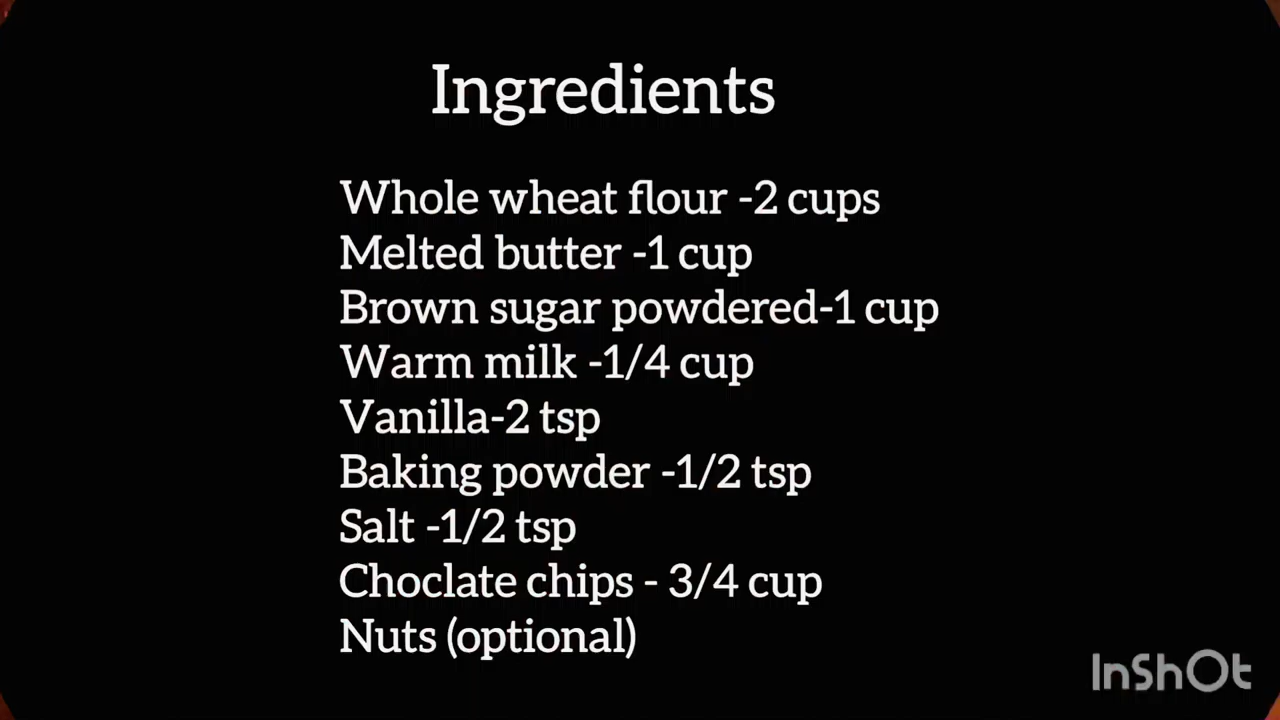 Ingredients
Whole wheat flour -2 cups
Melted butter -1 cup
Brown sugar powdered-1 cup
Warm milk -1/4 cup
Vanilla-2 tsp
Baking powder -1/2 tsp
Salt -1/2 tsp
Choclate chips - 3/4 cup
Nuts (optional)
InShOt